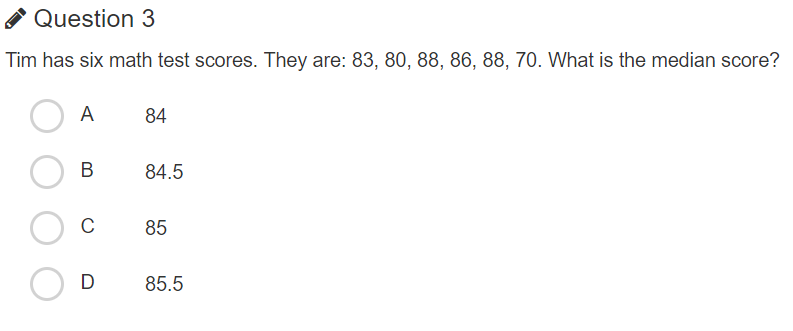 Question 3
Tim has six math test scores. They are: 83, 80, 88, 86, 88, 70. What is the median score?
A 84
B 84.5
C 85
D 85.5